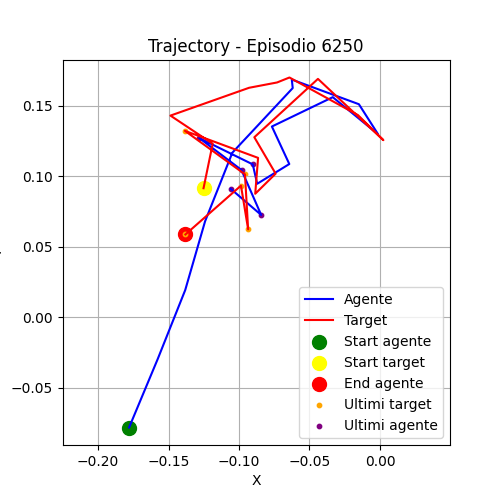 Trajectory - Episodio 6250
0.15
0.10
0.05
0.00
−0.05
−0.20
−0.15
−0.10
−0.05
0.00
X
Agente
Target
Start agente
Start target
End agente
Ultimi target
Ultimi agente